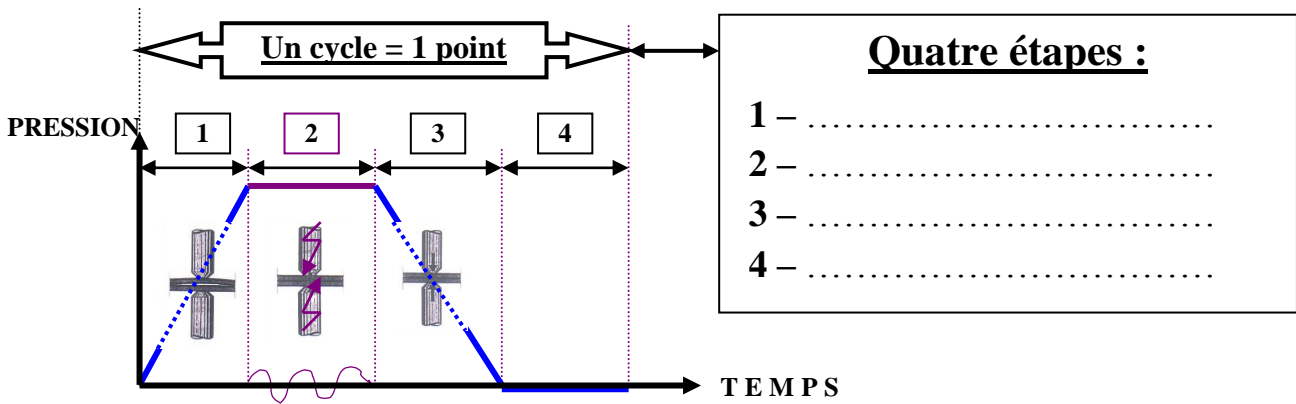 Un cycle = 1 point
PRESSION
1
2
3
4
T E M P S
Quatre étapes :
1 – ………………………………
2 – ………………………………
3 – ………………………………
4 – ………………………………